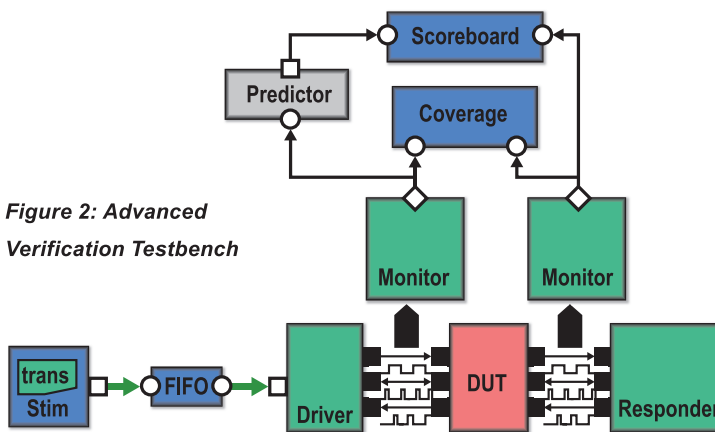 Scoreboard
Predictor
Coverage
Figure 2: Advanced
Verification Testbench
Monitor
Monitor
trans
Stim
FIFO
Driver
DUT
Responder